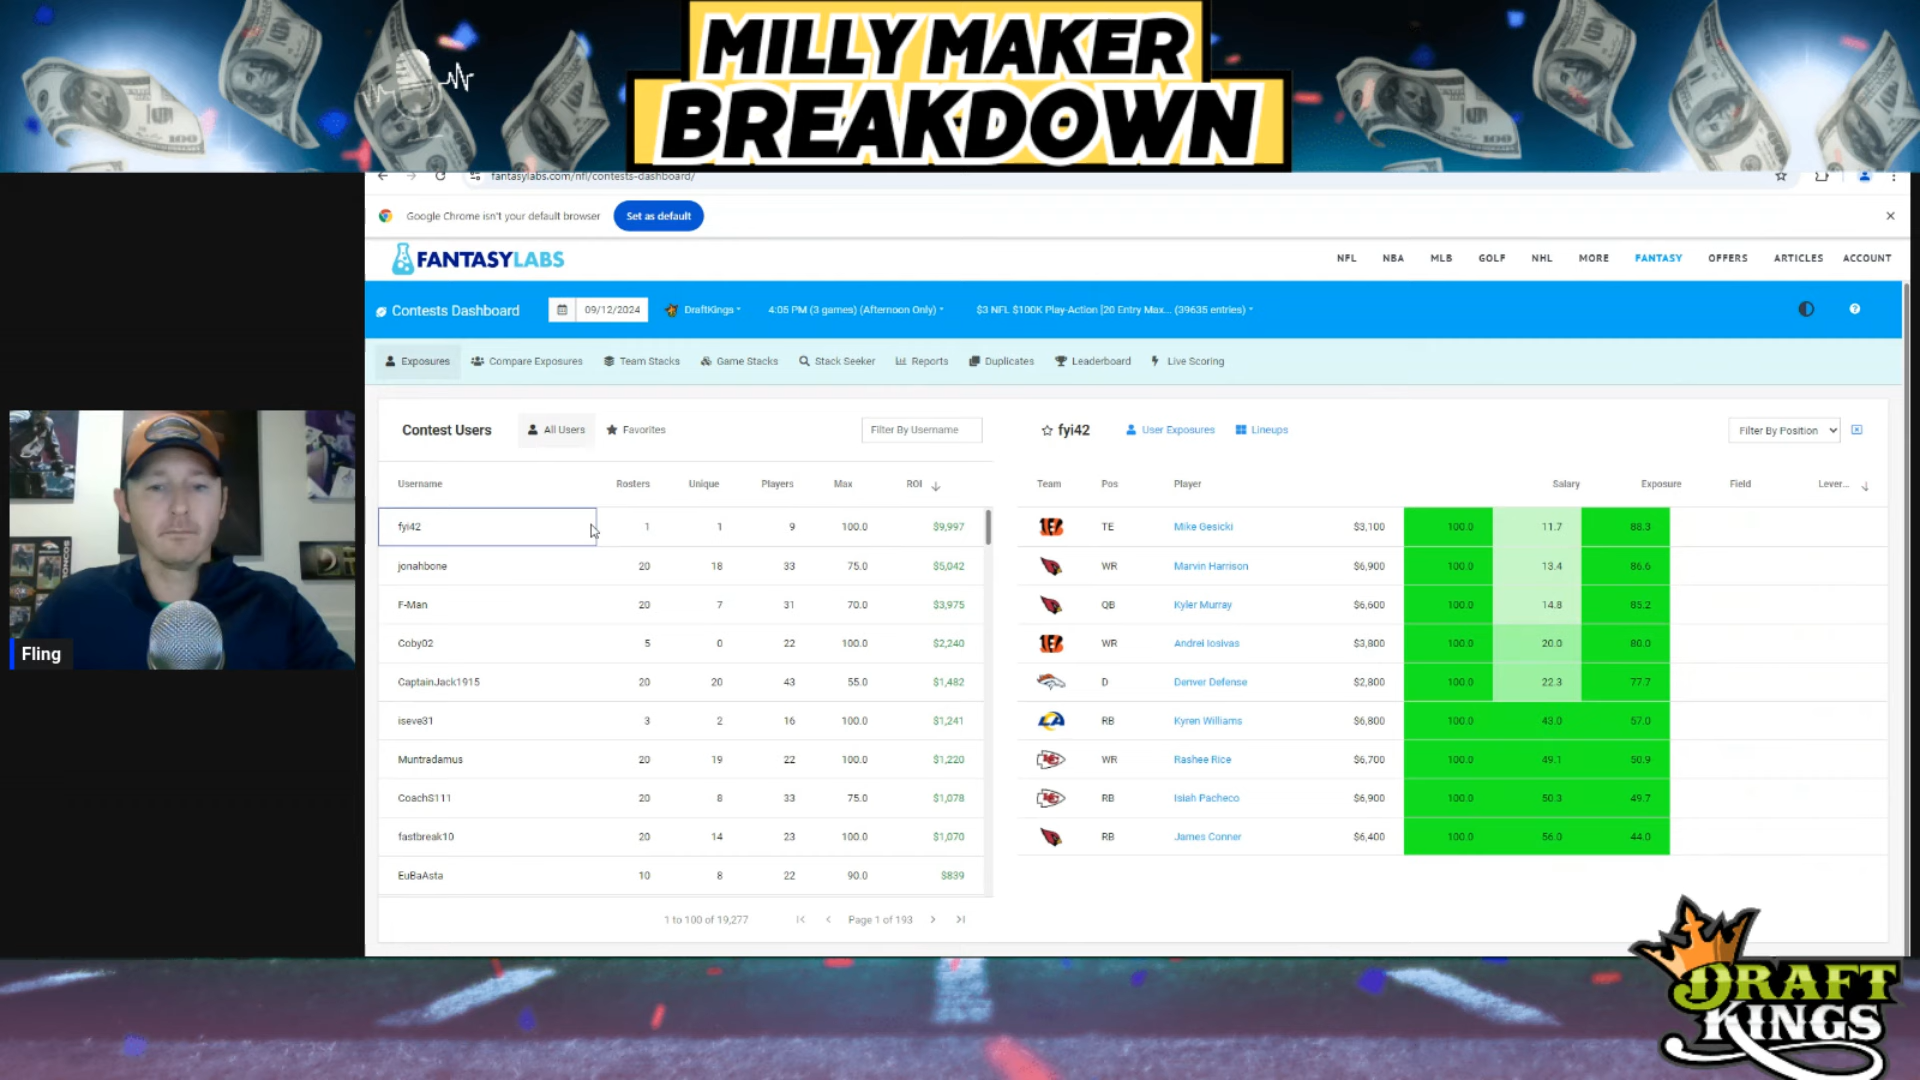 MILLY MAKER
BREAKDOWN
fantasylabs.com/nfl/contests-dashboard/
Google Chrome isn't your default browser Set as default
FANTASYLABS NFL NBA MLB GOLF NHL MORE FANTASY OFFERS ARTICLES ACCOUNT
Contests Dashboard 09/12/2024 DraftKings 4:05 PM (3 games) (Afternoon Only) $3 NFL $100K Play-Action [20 Entry Max... (39635 entries)
Exposures Compare Exposures Team Stacks Game Stacks Stack Seeker Reports Duplicates Leaderboard Live Scoring
Contest Users All Users Favorites Filter By Username fyi42 User Exposures Lineups Filter By Position
Username Rosters Unique Players Max ROI Team Pos Player Salary Exposure Field Lever...
fyi42 1 1 9 100.0 $9,997 TE Mike Gesicki $3,100 100.0 11.7 88.3
jonahbone 20 18 33 75.0 $5,042 WR Marvin Harrison $6,900 100.0 13.4 86.6
F-Man 20 7 31 70.0 $3,975 QB Kyler Murray $6,600 100.0 14.8 85.2
Coby02 5 0 22 100.0 $2,240 WR Andrei Iosivas $3,800 100.0 20.0 80.0
CaptainJack1915 20 20 43 55.0 $1,482 D Denver Defense $2,800 100.0 22.3 77.7
iseve31 3 2 16 100.0 $1,241 RB Kyren Williams $6,800 100.0 43.0 57.0
Muntradamus 20 19 22 100.0 $1,220 WR Rashee Rice $6,700 100.0 49.1 50.9
CoachS111 20 8 33 75.0 $1,078 RB Isiah Pacheco $6,900 100.0 50.3 49.7
fastbreak10 20 14 23 100.0 $1,070 RB James Conner $6,400 100.0 56.0 44.0
EuBaAsta 10 8 22 90.0 $839
1 to 100 of 19,277 Page 1 of 193
Fling
DRAFT
KINGS